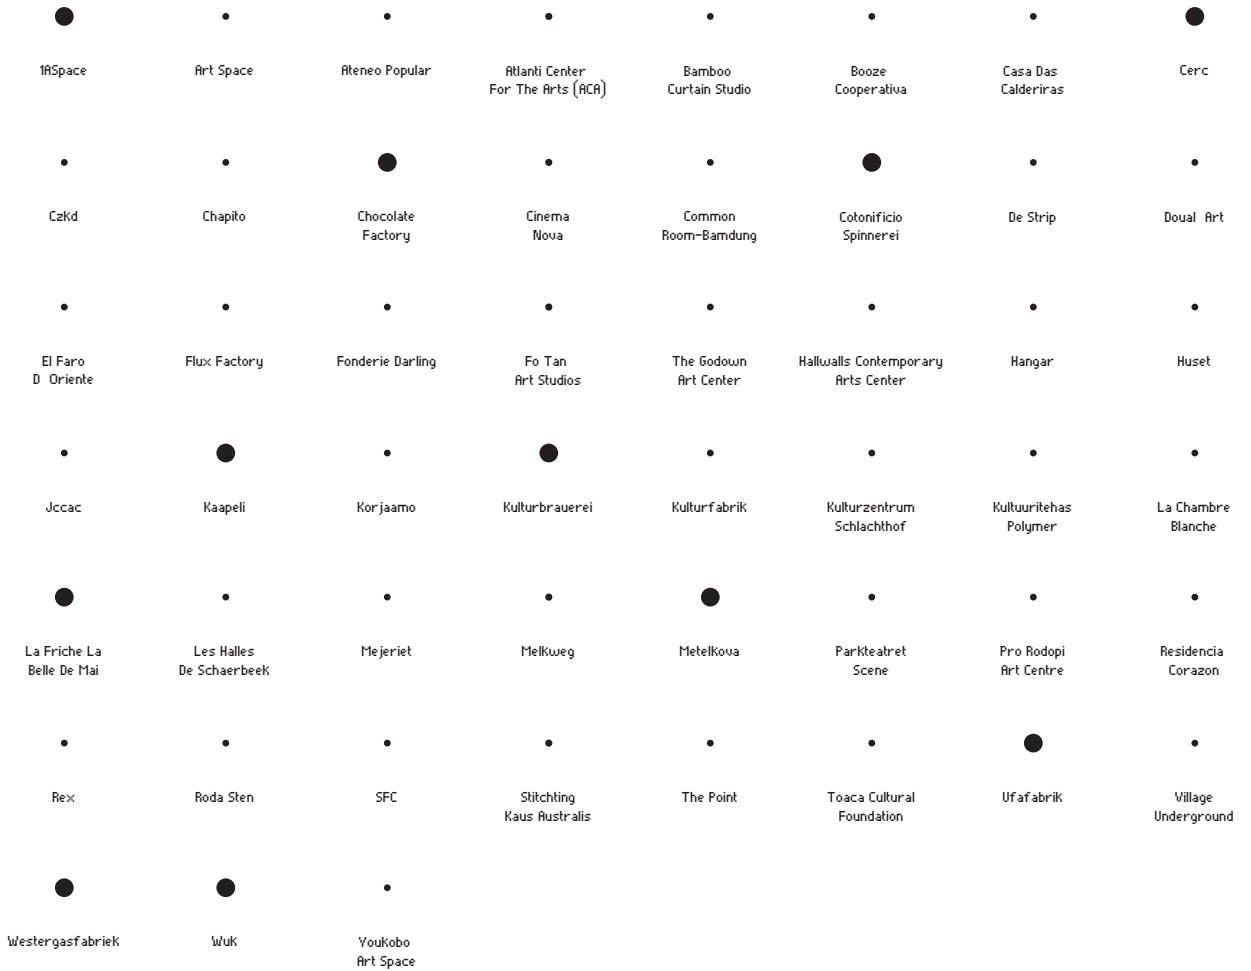 1ASpace
Art Space
Ateneo Popular
Atlanti Center
For The Arts (ACA)
Bamboo
Curtain Studio
Booze
Cooperativa
Casa Das
Calderiras
Cerc
Czkd
Chapito
Chocolate
Factory
Cinema
Nova
Common
Room-Bamdung
Cotonificio
Spinnerei
De Strip
Doual Art
El Faro
D Oriente
Flux Factory
Fonderie Darling
Fo Tan
Art Studios
The Godown
Art Center
Hallwalls Contemporary
Arts Center
Hangar
Huset
Jccac
Kaapeli
Korjaamo
Kulturbrauerei
Kulturfabrik
Kulturzentrum
Schlachthof
Kultuuritehas
Polymer
La Chambre
Blanche
La Friche La
Belle De Mai
Les Halles
De Schaerbeek
Mejeriet
Melkweg
Metelkova
Parkteatret
Scene
Pro Rodopi
Art Centre
Residencia
Corazon
Rex
Roda Sten
SFC
Stitchting
Kaus Australis
The Point
Toaca Cultural
Foundation
Ufafabrik
Village
Underground
Westergasfabriek
Wuk
Youkobo
Art Space